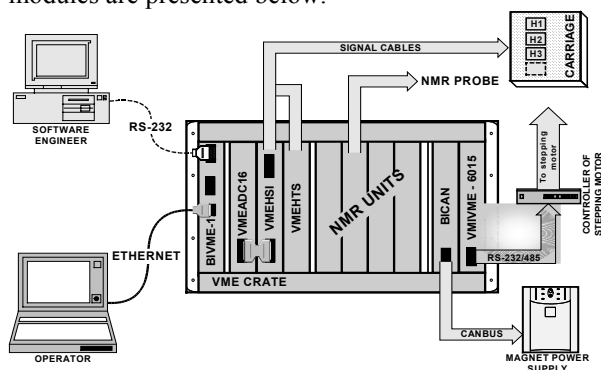 modules are presented below.
SIGNAL CABLES
H1
H2
H3
CARRIAGE
NMR PROBE
SOFTWARE
ENGINEER
RS-232
To stepping
motor
CONTROLLER OF
STEPPING MOTOR
BIVME-1
VMEADC16
VMEHSI
VMEHTS
NMR UNITS
BICAN
VMIVME - 6015
RS-232/485
ETHERNET
VME CRATE
OPERATOR
CANBUS
MAGNET POWER
SUPPLY